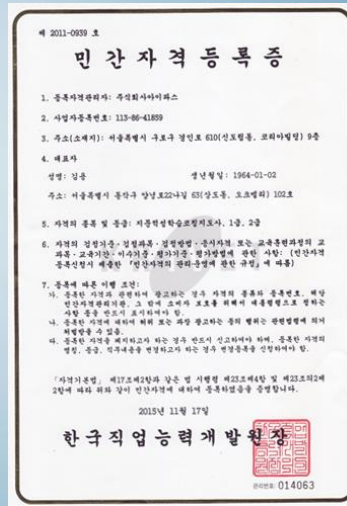 제 2011-0939 호
민간자격등록증
1. 등록자격관리자: 주식회사아이파스
2. 사업자등록번호: 113-86-41859
3. 주소(소재지): 서울특별시 구로구 경인로 610(신도림동, 코리아빌딩) 9층
4. 대표자
성명: 김웅 생년월일: 1964-01-02
주소: 서울특별시 동작구 양녕로22나길 63(상도동, 도크빌라) 102호
5. 자격의 종목 및 등급: 지문적성학습코칭지도사, 1급, 2급
6. 자격의 검정기준·검정과목·검정방법·응시자격 또는 교육훈련과정의 교
과목·교육기간·이수기준·평가기준·평가방법에 관한 사항: (민간자격
등록신청시 제출한 「민간자격의 관리·운영에 관한 규정」에 따름)
7. 등록에 따른 이행 조건:
가. 등록한 자격과 관련하여 광고하는 경우 자격의 종류와 등록번호, 해당
민간자격관리기관, 그 밖에 소비자 보호를 위해서 대통령령으로 정하는
사항 등을 반드시 표시하여야 함.
나. 등록한 자격에 대하여 허위 또는 과장 광고하는 등의 행위는 관련법령에 의거
처벌받을 수 있음.
다. 등록한 자격을 폐지하고자 하는 경우 반드시 신고하여야 하며, 등록한 자격의
명칭, 등급, 직무내용을 변경하고자 하는 경우 변경등록을 신청하여야 함.
「자격기본법」 제17조제2항과 같은 법 시행령 제23조제4항 및 제23조의2제
2항에 따라 위와 같이 민간자격에 대하여 등록하였음을 증명합니다.
2015년 11월 17일
한국직업능력개발원장
문서번호: 014063